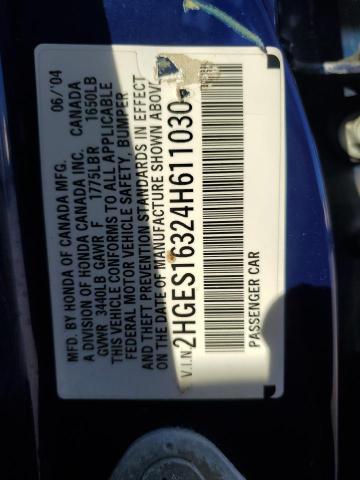 MFD. BY HONDA OF CANADA MFG. 06/'04
A DIVISION OF HONDA CANADA INC. CANADA
GVWR 3440LB GAWR F 1775LBR 1650LB
THIS VEHICLE CONFORMS TO ALL APPLICABLE
FEDERAL MOTOR VEHICLE SAFETY, BUMPER
AND THEFT PREVENTION STANDARDS IN EFFECT
ON THE DATE OF MANUFACTURE SHOWN ABOVE.
V.I.N. 2HGES16324H611030
PASSENGER CAR